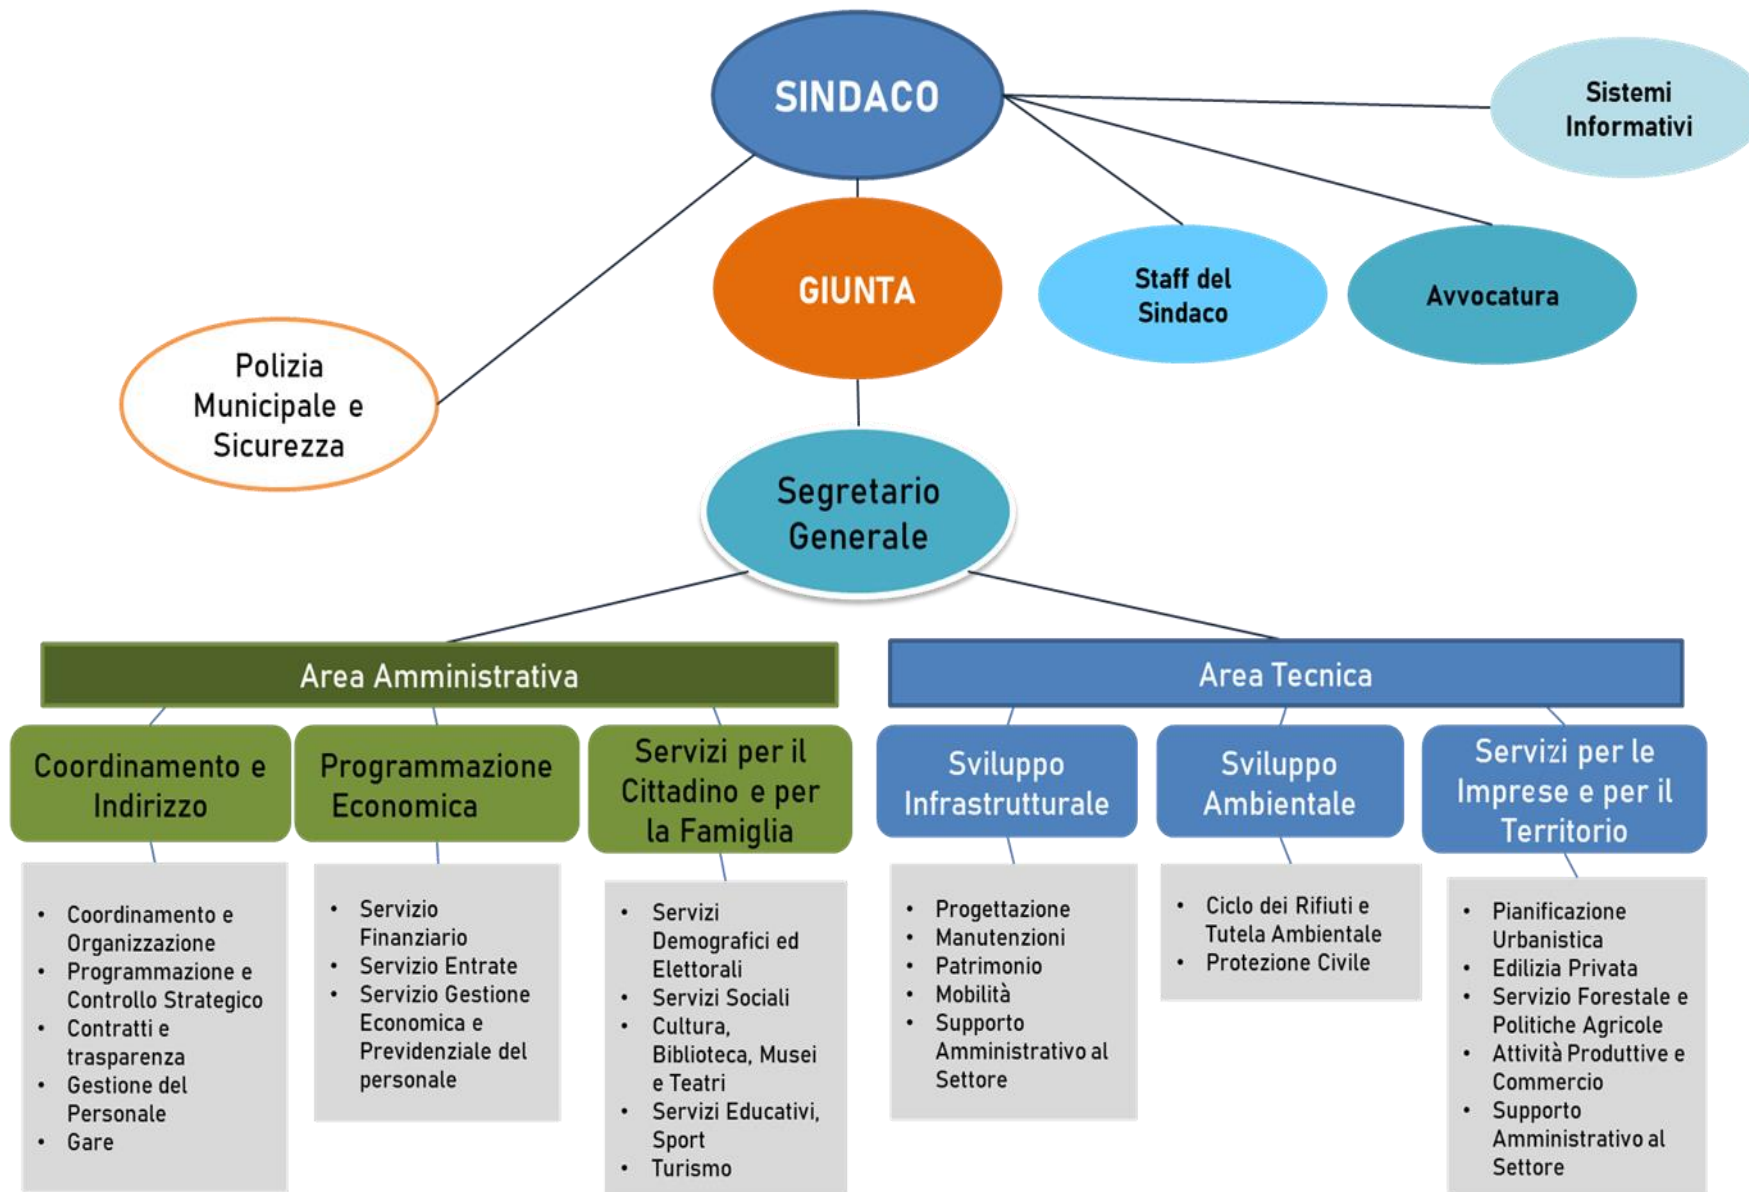 SINDACO
Sistemi
Informativi
GIUNTA
Staff del
Sindaco
Avvocatura
Polizia
Municipale e
Sicurezza
Segretario
Generale
Area Amministrativa
Area Tecnica
Coordinamento e
Indirizzo
Programmazione
Economica
Servizi per il
Cittadino e per
la Famiglia
Sviluppo
Infrastrutturale
Sviluppo
Ambientale
Servizi per le
Imprese e per il
Territorio
• Coordinamento e
Organizzazione
• Programmazione e
Controllo Strategico
• Contratti e
trasparenza
• Gestione del
Personale
• Gare
• Servizio
Finanziario
• Servizio Entrate
• Servizio Gestione
Economica e
Previdenziale del
personale
• Servizi
Demografici ed
Elettorali
• Servizi Sociali
• Cultura,
Biblioteca, Musei
e Teatri
• Servizi Educativi,
Sport
• Turismo
• Progettazione
• Manutenzioni
• Patrimonio
• Mobilità
• Supporto
Amministrativo al
Settore
• Ciclo dei Rifiuti e
Tutela Ambientale
• Protezione Civile
• Pianificazione
Urbanistica
• Edilizia Privata
• Servizio Forestale e
Politiche Agricole
• Attività Produttive e
Commercio
• Supporto
Amministrativo al
Settore